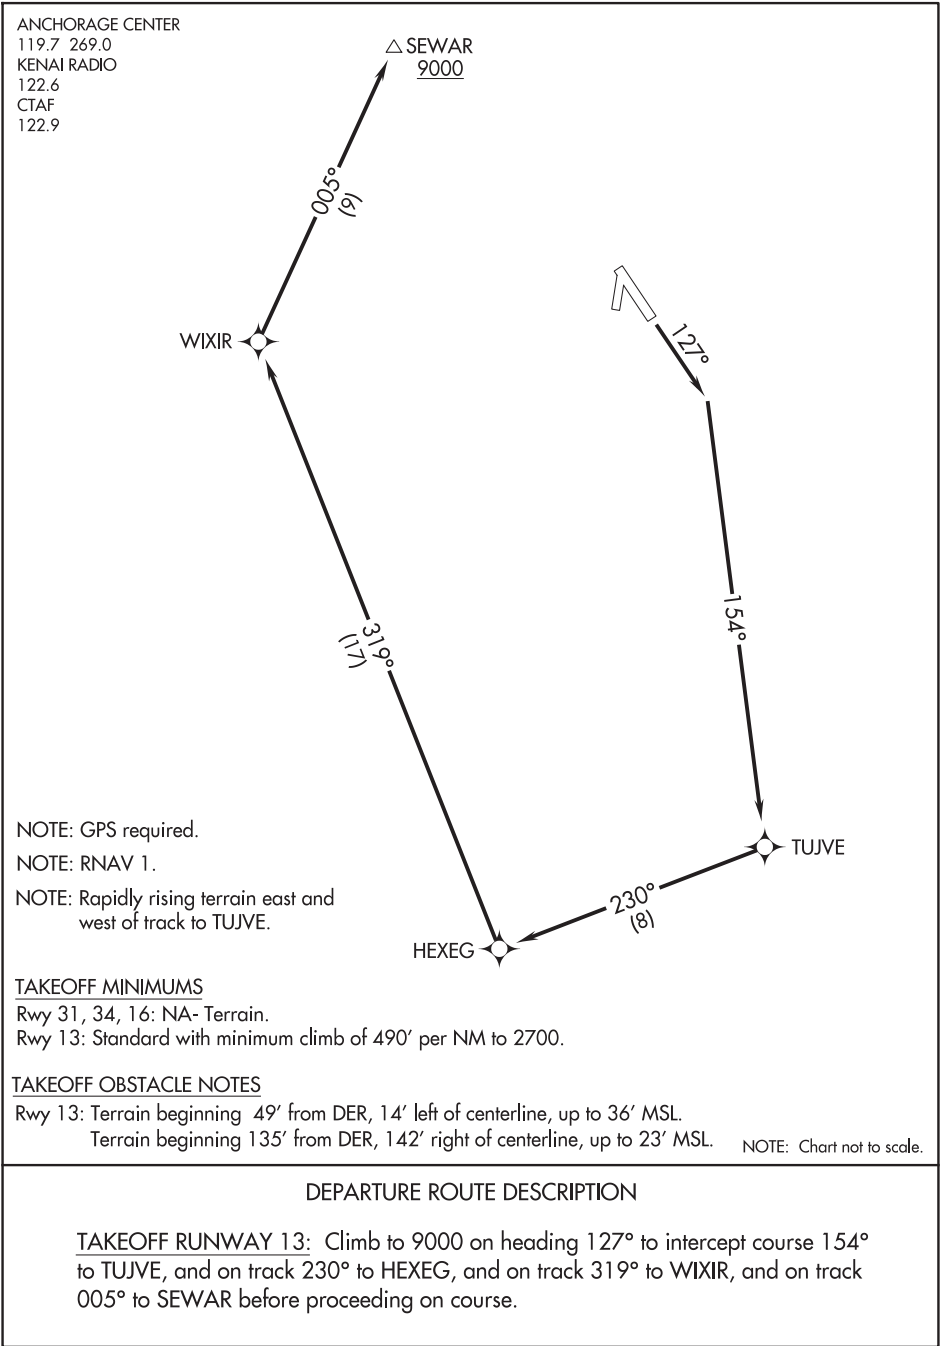 ANCHORAGE CENTER
119.7 269.0
KENAI RADIO
122.6
CTAF
122.9
SEWAR
9000
005°
(9)
WIXIR
127°
319°
(17)
154°
NOTE: GPS required.
NOTE: RNAV 1.
NOTE: Rapidly rising terrain east and
west of track to TUJVE.
TUJVE
230°
(8)
HEXEG
TAKEOFF MINIMUMS
Rwy 31, 34, 16: NA- Terrain.
Rwy 13: Standard with minimum climb of 490' per NM to 2700.
TAKEOFF OBSTACLE NOTES
Rwy 13: Terrain beginning 49' from DER, 14' left of centerline, up to 36' MSL.
Terrain beginning 135' from DER, 142' right of centerline, up to 23' MSL.
NOTE: Chart not to scale.
DEPARTURE ROUTE DESCRIPTION
TAKEOFF RUNWAY 13: Climb to 9000 on heading 127° to intercept course 154°
to TUJVE, and on track 230° to HEXEG, and on track 319° to WIXIR, and on track
005° to SEWAR before proceeding on course.